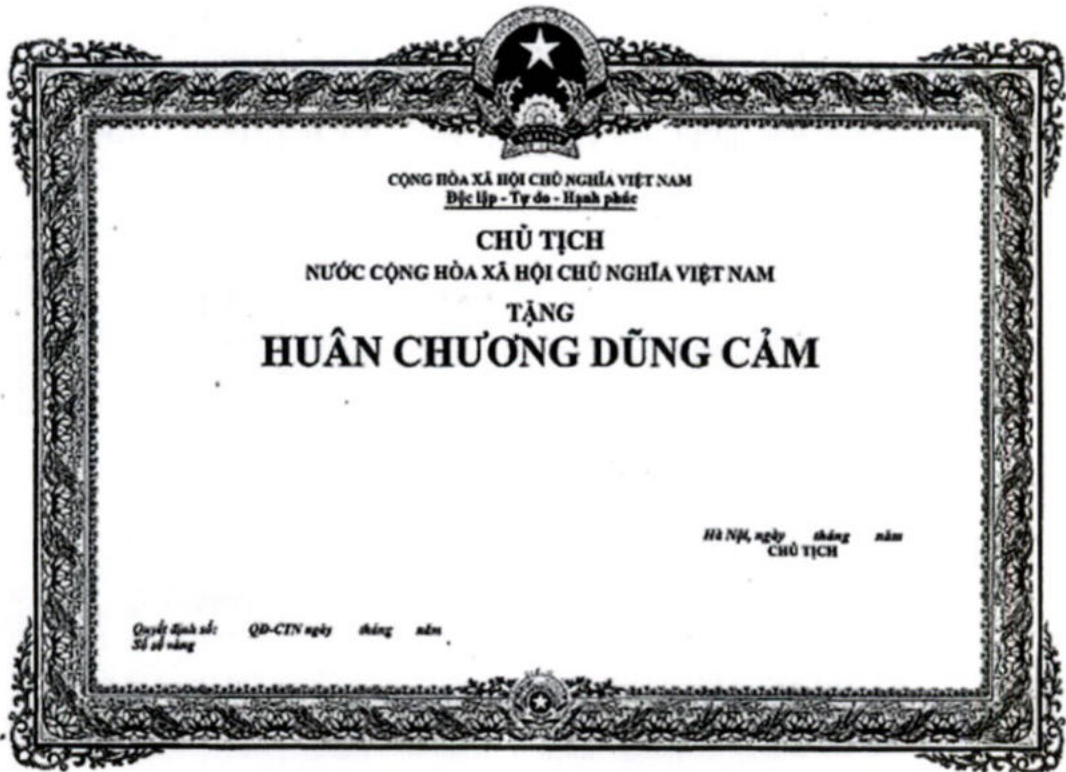 CỘNG HÒA XÃ HỘI CHỦ NGHĨA VIỆT NAM
Độc lập - Tự do - Hạnh phúc
CHỦ TỊCH
NƯỚC CỘNG HÒA XÃ HỘI CHỦ NGHĨA VIỆT NAM
TẶNG
HUÂN CHƯƠNG DŨNG CẢM
Hà Nội, ngày tháng năm
CHỦ TỊCH
Quyết định số: QĐ-CTN ngày tháng năm
Số sổ vàng